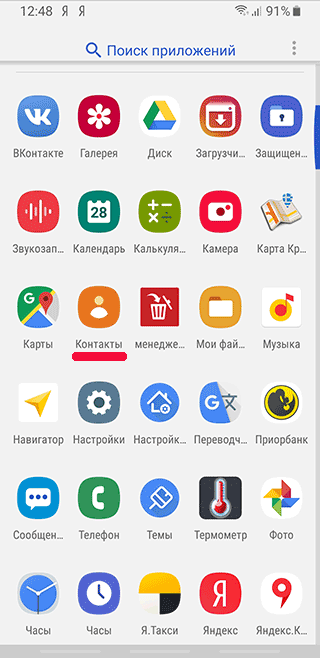 12:48 Я Я 91%
Поиск приложений
ВКонтакте Галерея Диск Загрузчи... Защищен...
28
Звукозап... Календарь Калькуля... Камера Карта Кр...
G
Карты Контакты менедже... Мои фай... Музыка
G
Навигатор Настройки Настройк... Переводч... Приорбанк
Сообщен... Телефон Темы Термометр Фото
Я
Часы Часы Я.Такси Яндекс Яндекс.К...